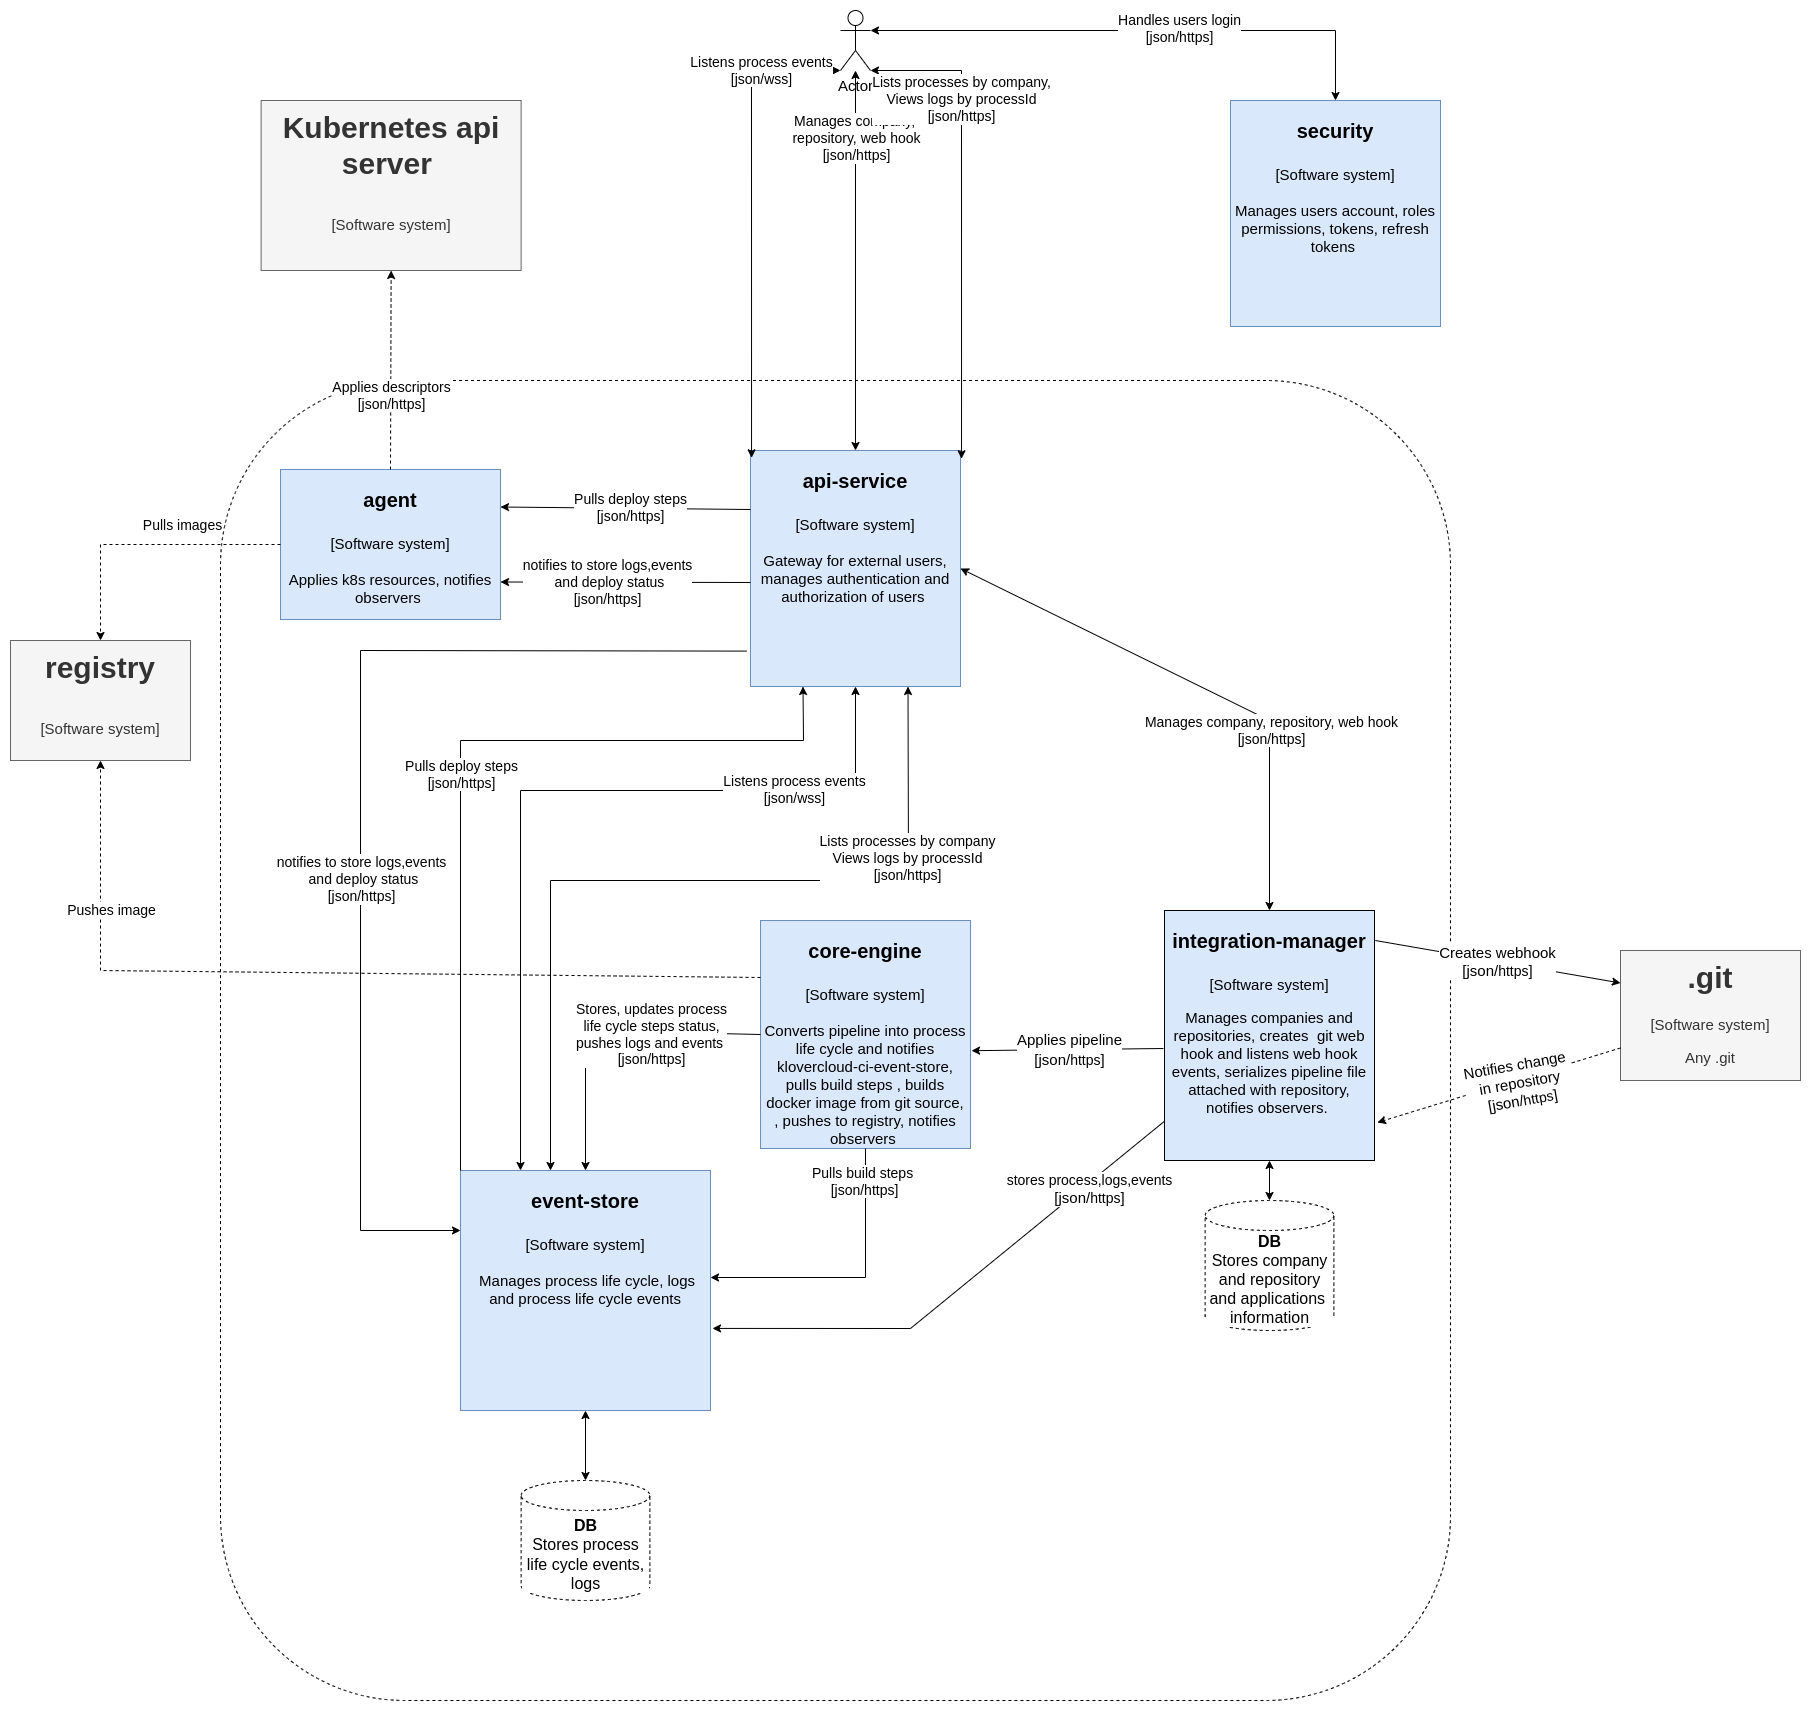 Handles users login
[json/https]
Listens process events
[json/wss]
Actor
Lists processes by company,
Views logs by processId
[json/https]
Manages company,
repository, web hook
[json/https]
Kubernetes api
server
[Software system]
security
[Software system]
Manages users account, roles
permissions, tokens, refresh
tokens
Applies descriptors
[json/https]
agent
[Software system]
Applies k8s resources, notifies
observers
Pulls images
Pulls deploy steps
[json/https]
notifies to store logs,events
and deploy status
[json/https]
api-service
[Software system]
Gateway for external users,
manages authentication and
authorization of users
registry
[Software system]
Manages company, repository, web hook
[json/https]
Pulls deploy steps
[json/https]
Listens process events
[json/wss]
Lists processes by company
Views logs by processId
[json/https]
notifies to store logs,events
and deploy status
[json/https]
Pushes image
core-engine
[Software system]
Converts pipeline into process
life cycle and notifies
klovercloud-ci-event-store,
pulls build steps , builds
docker image from git source,
, pushes to registry, notifies
observers
Stores, updates process
life cycle steps status,
pushes logs and events
[json/https]
Applies pipeline
[json/https]
integration-manager
[Software system]
Manages companies and
repositories, creates  git web
hook and listens web hook
events, serializes pipeline file
attached with repository,
notifies observers.
Creates webhook
[json/https]
.git
[Software system]
Any .git
Notifies change
in repository
[json/https]
Pulls build steps
[json/https]
stores process,logs,events
[json/https]
event-store
[Software system]
Manages process life cycle, logs
and process life cycle events
DB
Stores company
and repository
and applications
information
DB
Stores process
life cycle events,
logs